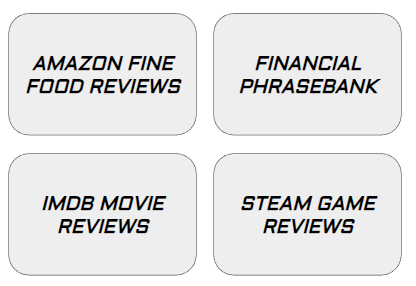 AMAZON FINE
FOOD REVIEWS
FINANCIAL
PHRASEBANK
IMDB MOVIE
REVIEWS
STEAM GAME
REVIEWS